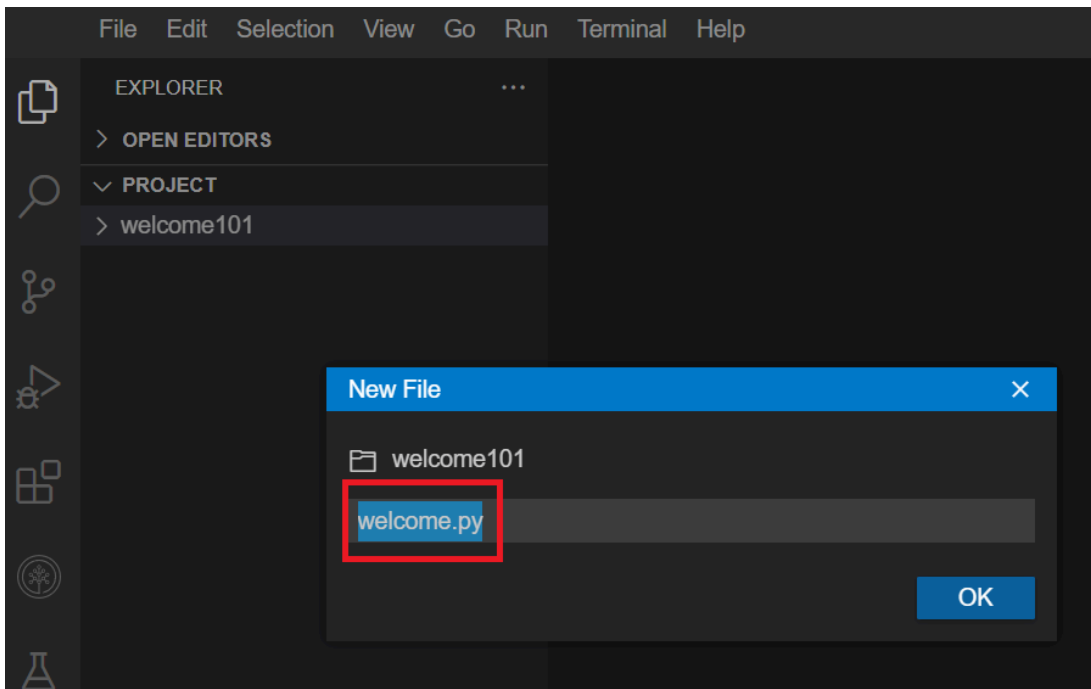 File Edit Selection View Go Run Terminal Help
EXPLORER
OPEN EDITORS
PROJECT
welcome101
New File
welcome101
welcome.py
OK